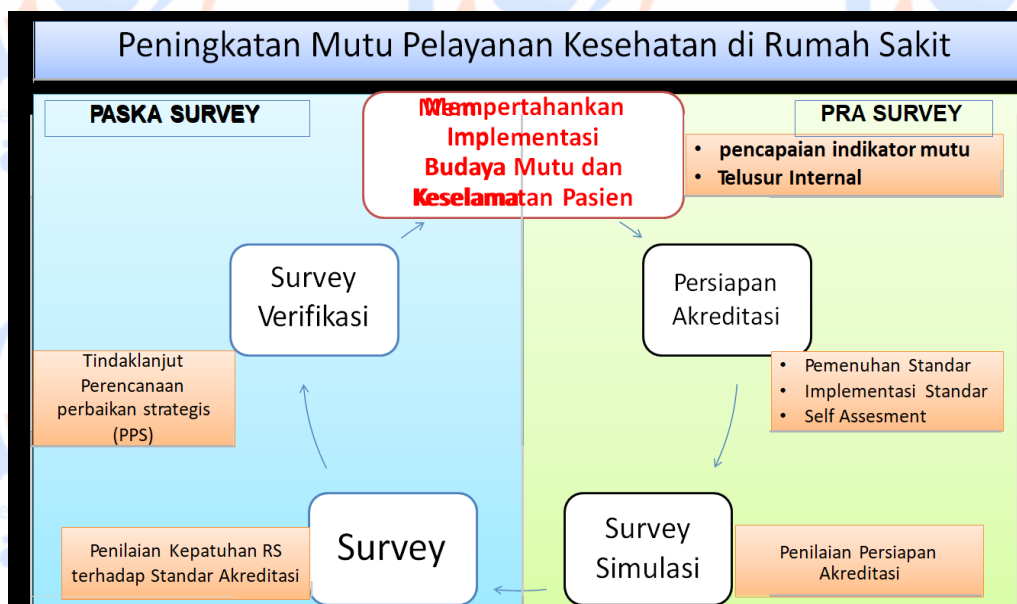 Peningkatan Mutu Pelayanan Kesehatan di Rumah Sakit
PASKA SURVEY
Mempertahankan
Implementasi
Budaya Mutu dan
Keselamatan Pasien
PRA SURVEY
• pencapaian indikator mutu
• Telusur Internal
Survey
Verifikasi
Persiapan
Akreditasi
Tindaklanjut
Perencanaan
perbaikan strategis
(PPS)
• Pemenuhan Standar
• Implementasi Standar
• Self Assesment
Survey
Survey
Simulasi
Penilaian Kepatuhan RS
terhadap Standar Akreditasi
Penilaian Persiapan
Akreditasi